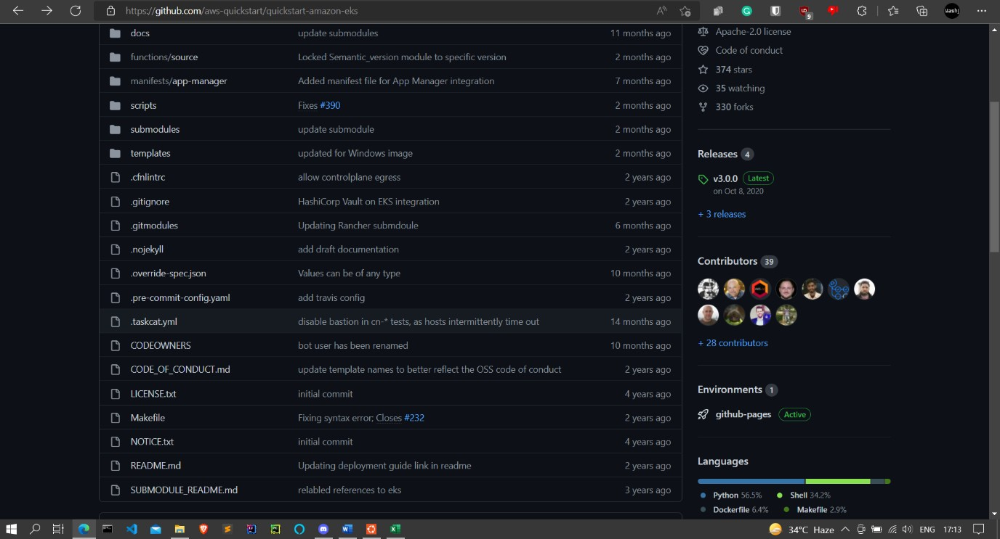 https://github.com/aws-quickstart/quickstart-amazon-eks
9
Wash|
docs update submodules 11 months ago
functions/source Locked Semantic_version module to specific version 2 months ago
manifests/app-manager Added manifest file for App Manager integration 7 months ago
scripts Fixes #390 2 months ago
submodules update submodule 2 months ago
templates updated for Windows image 2 months ago
.cfnlintrc allow controlplane egress 2 years ago
.gitignore HashiCorp Vault on EKS integration 2 years ago
.gitmodules Updating Rancher submdoule 6 months ago
.nojekyll add draft documentation 2 years ago
.override-spec.json Values can be of any type 10 months ago
.pre-commit-config.yaml add travis config 2 years ago
.taskcat.yml disable bastion in cn-* tests, as hosts intermittently time out 14 months ago
CODEOWNERS bot user has been renamed 10 months ago
CODE_OF_CONDUCT.md update template names to better reflect the OSS code of conduct 2 years ago
LICENSE.txt initial commit 4 years ago
Makefile Fixing syntax error; Closes #232 2 years ago
NOTICE.txt initial commit 4 years ago
README.md Updating deployment guide link in readme 2 years ago
SUBMODULE_README.md relabled references to eks 3 years ago
Apache-2.0 license
Code of conduct
374 stars
35 watching
330 forks
Releases 4
v3.0.0 Latest
on Oct 8, 2020
+ 3 releases
Contributors 39
+ 28 contributors
Environments 1
github-pages Active
Languages
Python 56.5% Shell 34.2%
Dockerfile 6.4% Makefile 2.9%
34°C Haze ENG 17:13